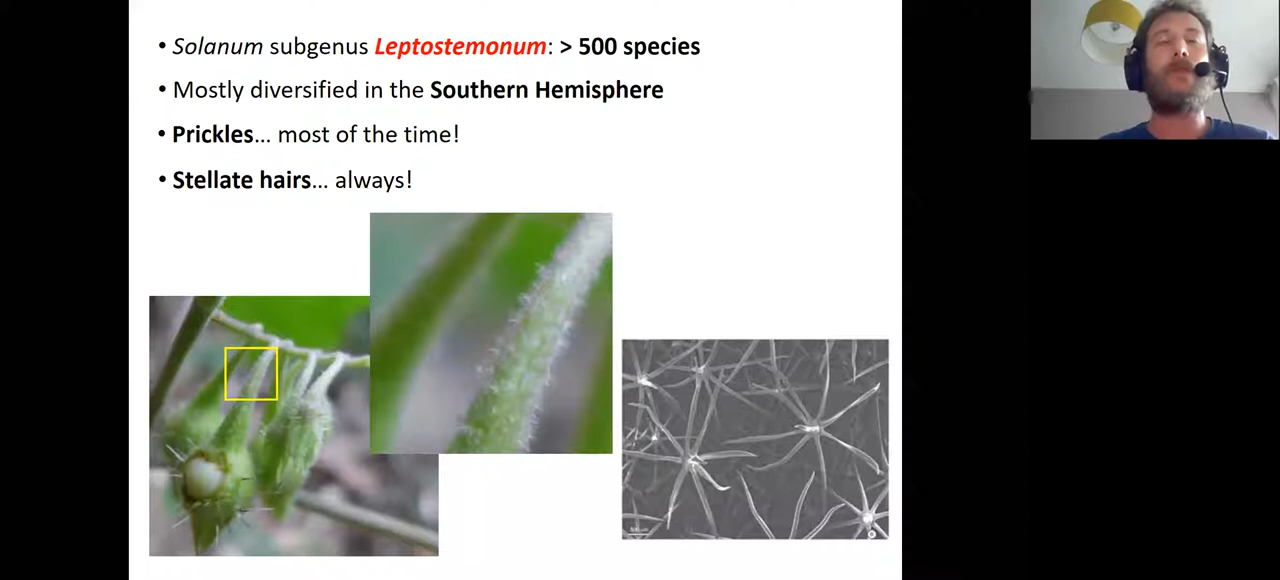 • Solanum subgenus Leptostemonum: > 500 species
• Mostly diversified in the Southern Hemisphere
• Prickles... most of the time!
• Stellate hairs... always!